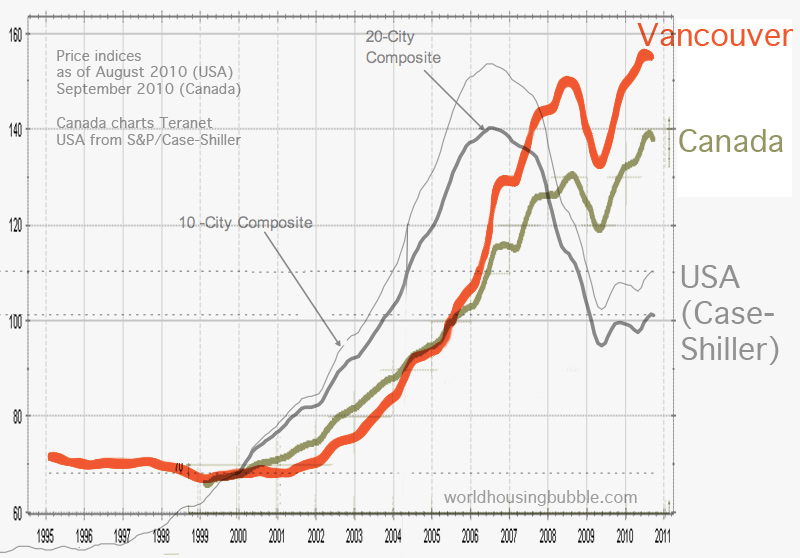 Vancouver
20-City
Composite
Price indices
as of August 2010 (USA)
September 2010 (Canada)
Canada charts Teranet
USA from S&P/Case-Shiller
Canada
10 -City Composite
USA
(Case-
Shiller)
worldhousingbubble.com
160
140
120
100
80
60
1995 1996 1997 1998 1999 2000 2001 2002 2003 2004 2005 2006 2007 2008 2009 2010 2011